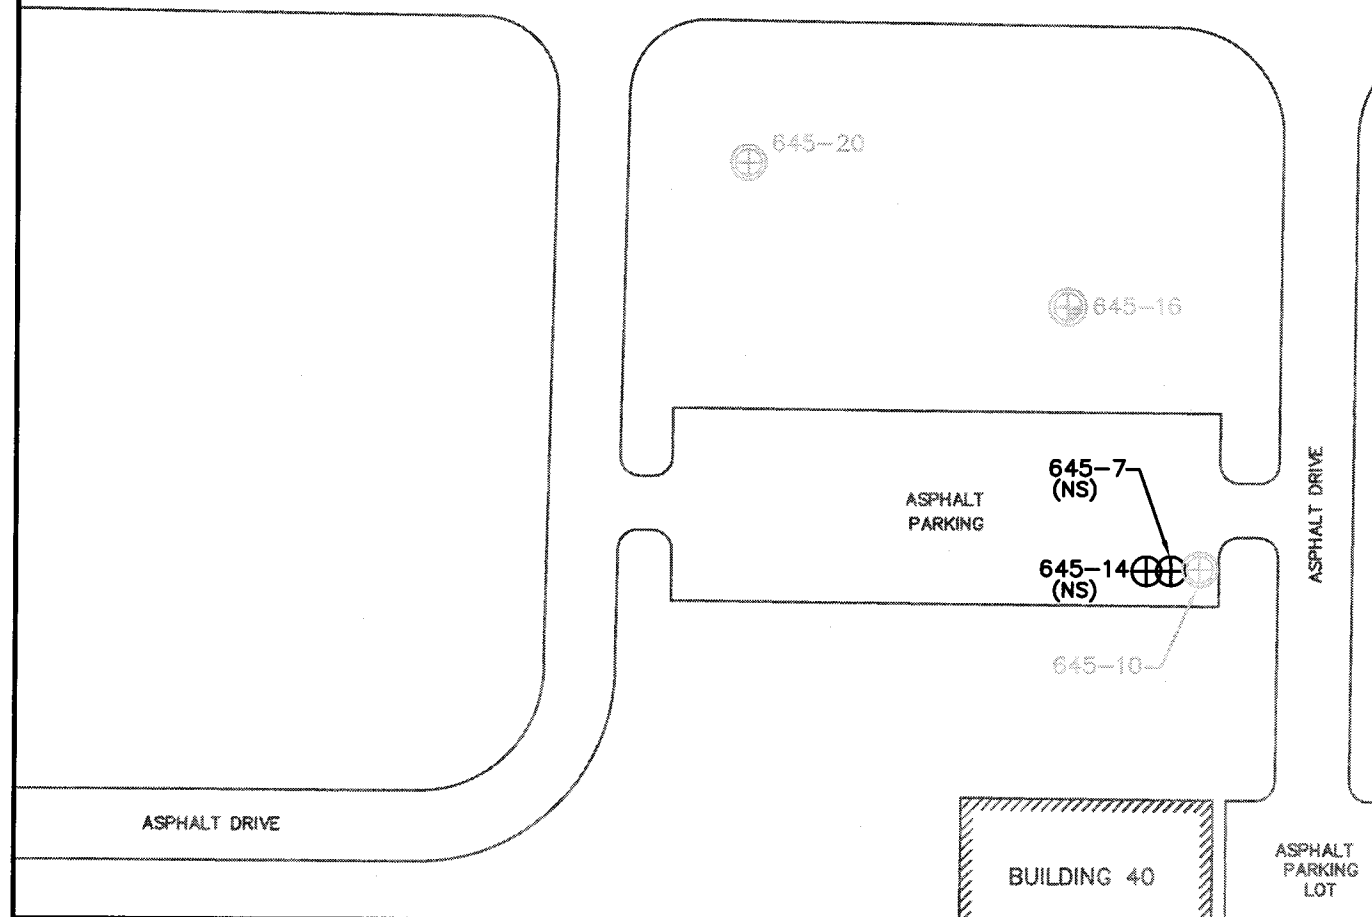 645-20
645-16
645-7
(NS)
ASPHALT
PARKING
ASPHALT DRIVE
645-14
(NS)
645-10
ASPHALT DRIVE
BUILDING 40
ASPHALT
PARKING
LOT